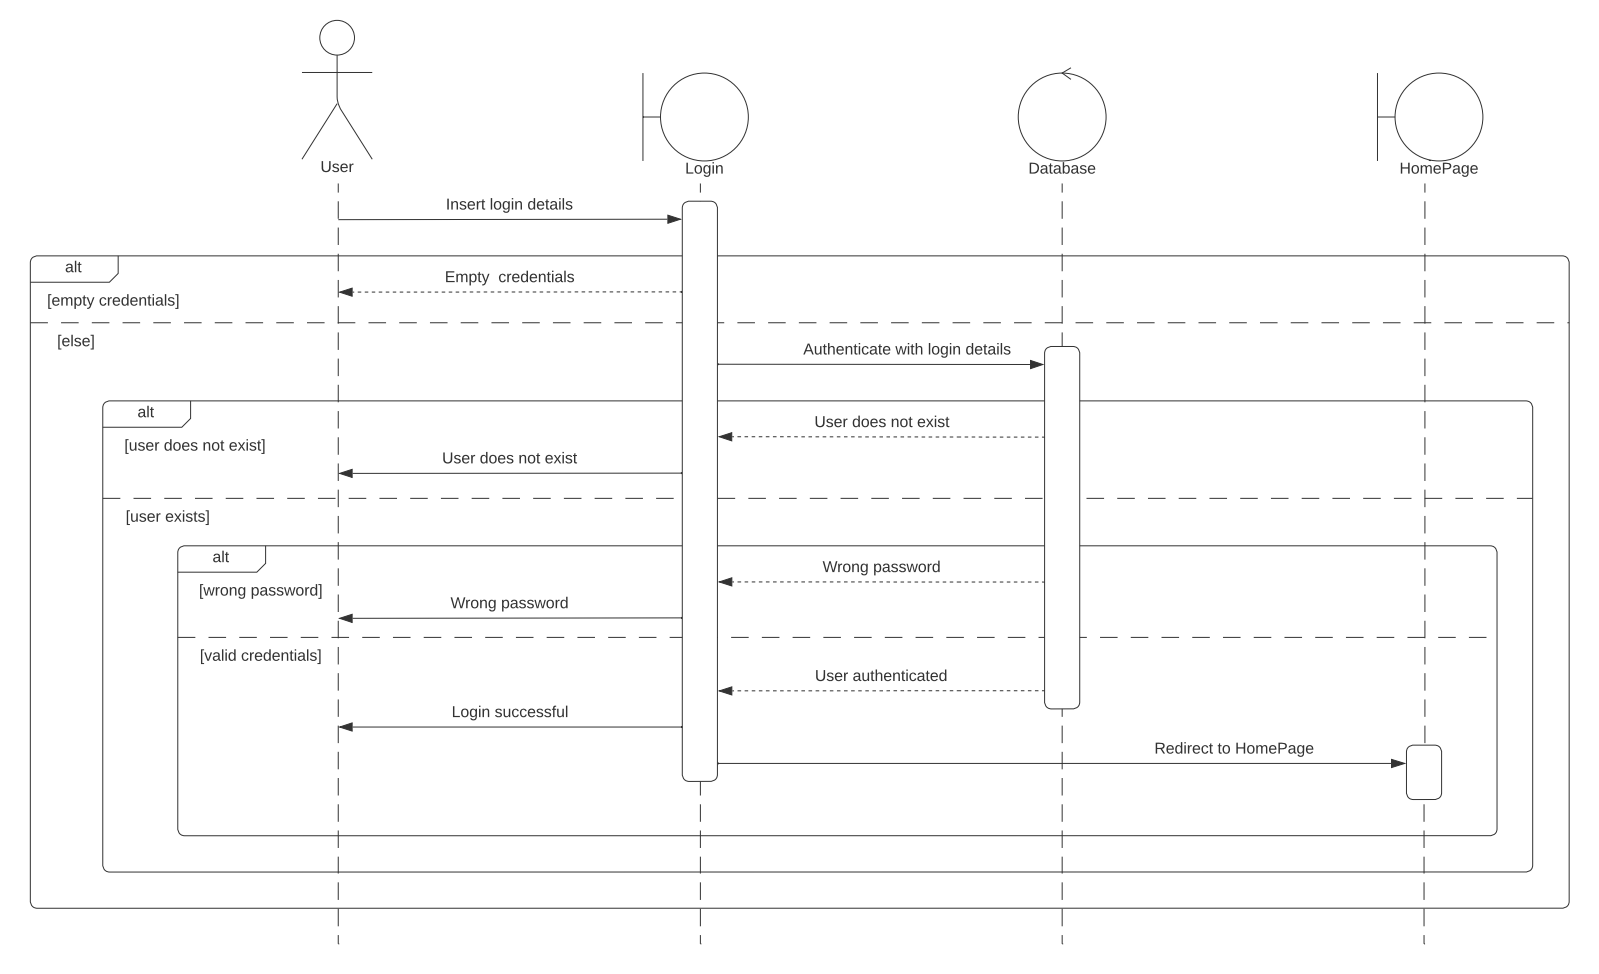 User
Login
Database
HomePage
Insert login details
alt
Empty  credentials
[empty credentials]
[else]
Authenticate with login details
alt
User does not exist
[user does not exist]
User does not exist
[user exists]
alt
Wrong password
[wrong password]
Wrong password
[valid credentials]
User authenticated
Login successful
Redirect to HomePage